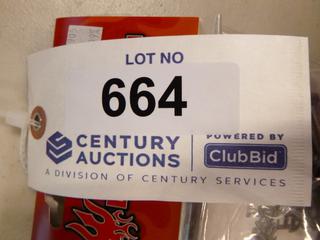 LOT NO
664
CENTURY
AUCTIONS
POWERED BY
ClubBid
A DIVISION OF CENTURY SERVICES